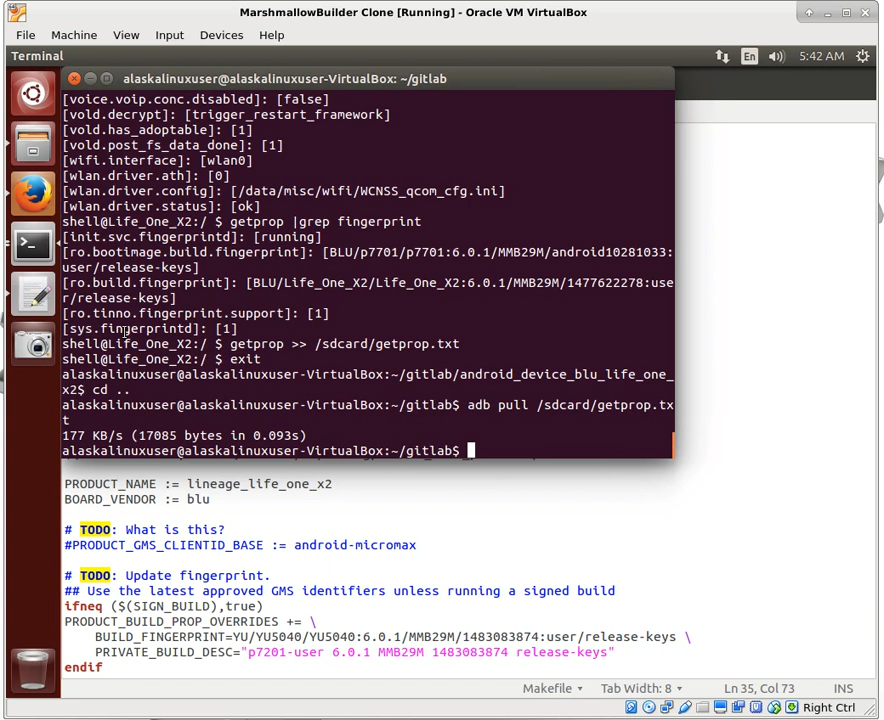 MarshmallowBuilder Clone [Running] - Oracle VM VirtualBox
File Machine View Input Devices Help
Terminal En 5:42 AM
alaskalinuxuser@alaskalinuxuser-VirtualBox: ~/gitlab
[voice.voip.conc.disabled]: [false]
[vold.decrypt]: [trigger_restart_framework]
[vold.has_adoptable]: [1]
[vold.post_fs_data_done]: [1]
[wifi.interface]: [wlan0]
[wlan.driver.ath]: [0]
[wlan.driver.config]: [/data/misc/wifi/WCNSS_qcom_cfg.ini]
[wlan.driver.status]: [ok]
shell@Life_One_X2:/ $ getprop |grep fingerprint
[init.svc.fingerprintd]: [running]
[ro.bootimage.build.fingerprint]: [BLU/p7701/p7701:6.0.1/MMB29M/android10281033:
user/release-keys]
[ro.build.fingerprint]: [BLU/Life_One_X2/Life_One_X2:6.0.1/MMB29M/1477622278:use
r/release-keys]
[ro.tinno.fingerprint.support]: [1]
[sys.fingerprintd]: [1]
shell@Life_One_X2:/ $ getprop >> /sdcard/getprop.txt
shell@Life_One_X2:/ $ exit
alaskalinuxuser@alaskalinuxuser-VirtualBox:~/gitlab/android_device_blu_life_one_
x2$ cd ..
alaskalinuxuser@alaskalinuxuser-VirtualBox:~/gitlab$ adb pull /sdcard/getprop.tx
t
177 KB/s (17085 bytes in 0.093s)
alaskalinuxuser@alaskalinuxuser-VirtualBox:~/gitlab$
PRODUCT_NAME := lineage_life_one_x2
BOARD_VENDOR := blu
# TODO: What is this?
#PRODUCT_GMS_CLIENTID_BASE := android-micromax
# TODO: Update fingerprint.
## Use the latest approved GMS identifiers unless running a signed build
ifneq ($(SIGN_BUILD),true)
PRODUCT_BUILD_PROP_OVERRIDES += \
BUILD_FINGERPRINT=YU/YU5040/YU5040:6.0.1/MMB29M/1483083874:user/release-keys \
PRIVATE_BUILD_DESC="p7201-user 6.0.1 MMB29M 1483083874 release-keys"
endif
Makefile Tab Width: 8 Ln 35, Col 73 INS
Right Ctrl